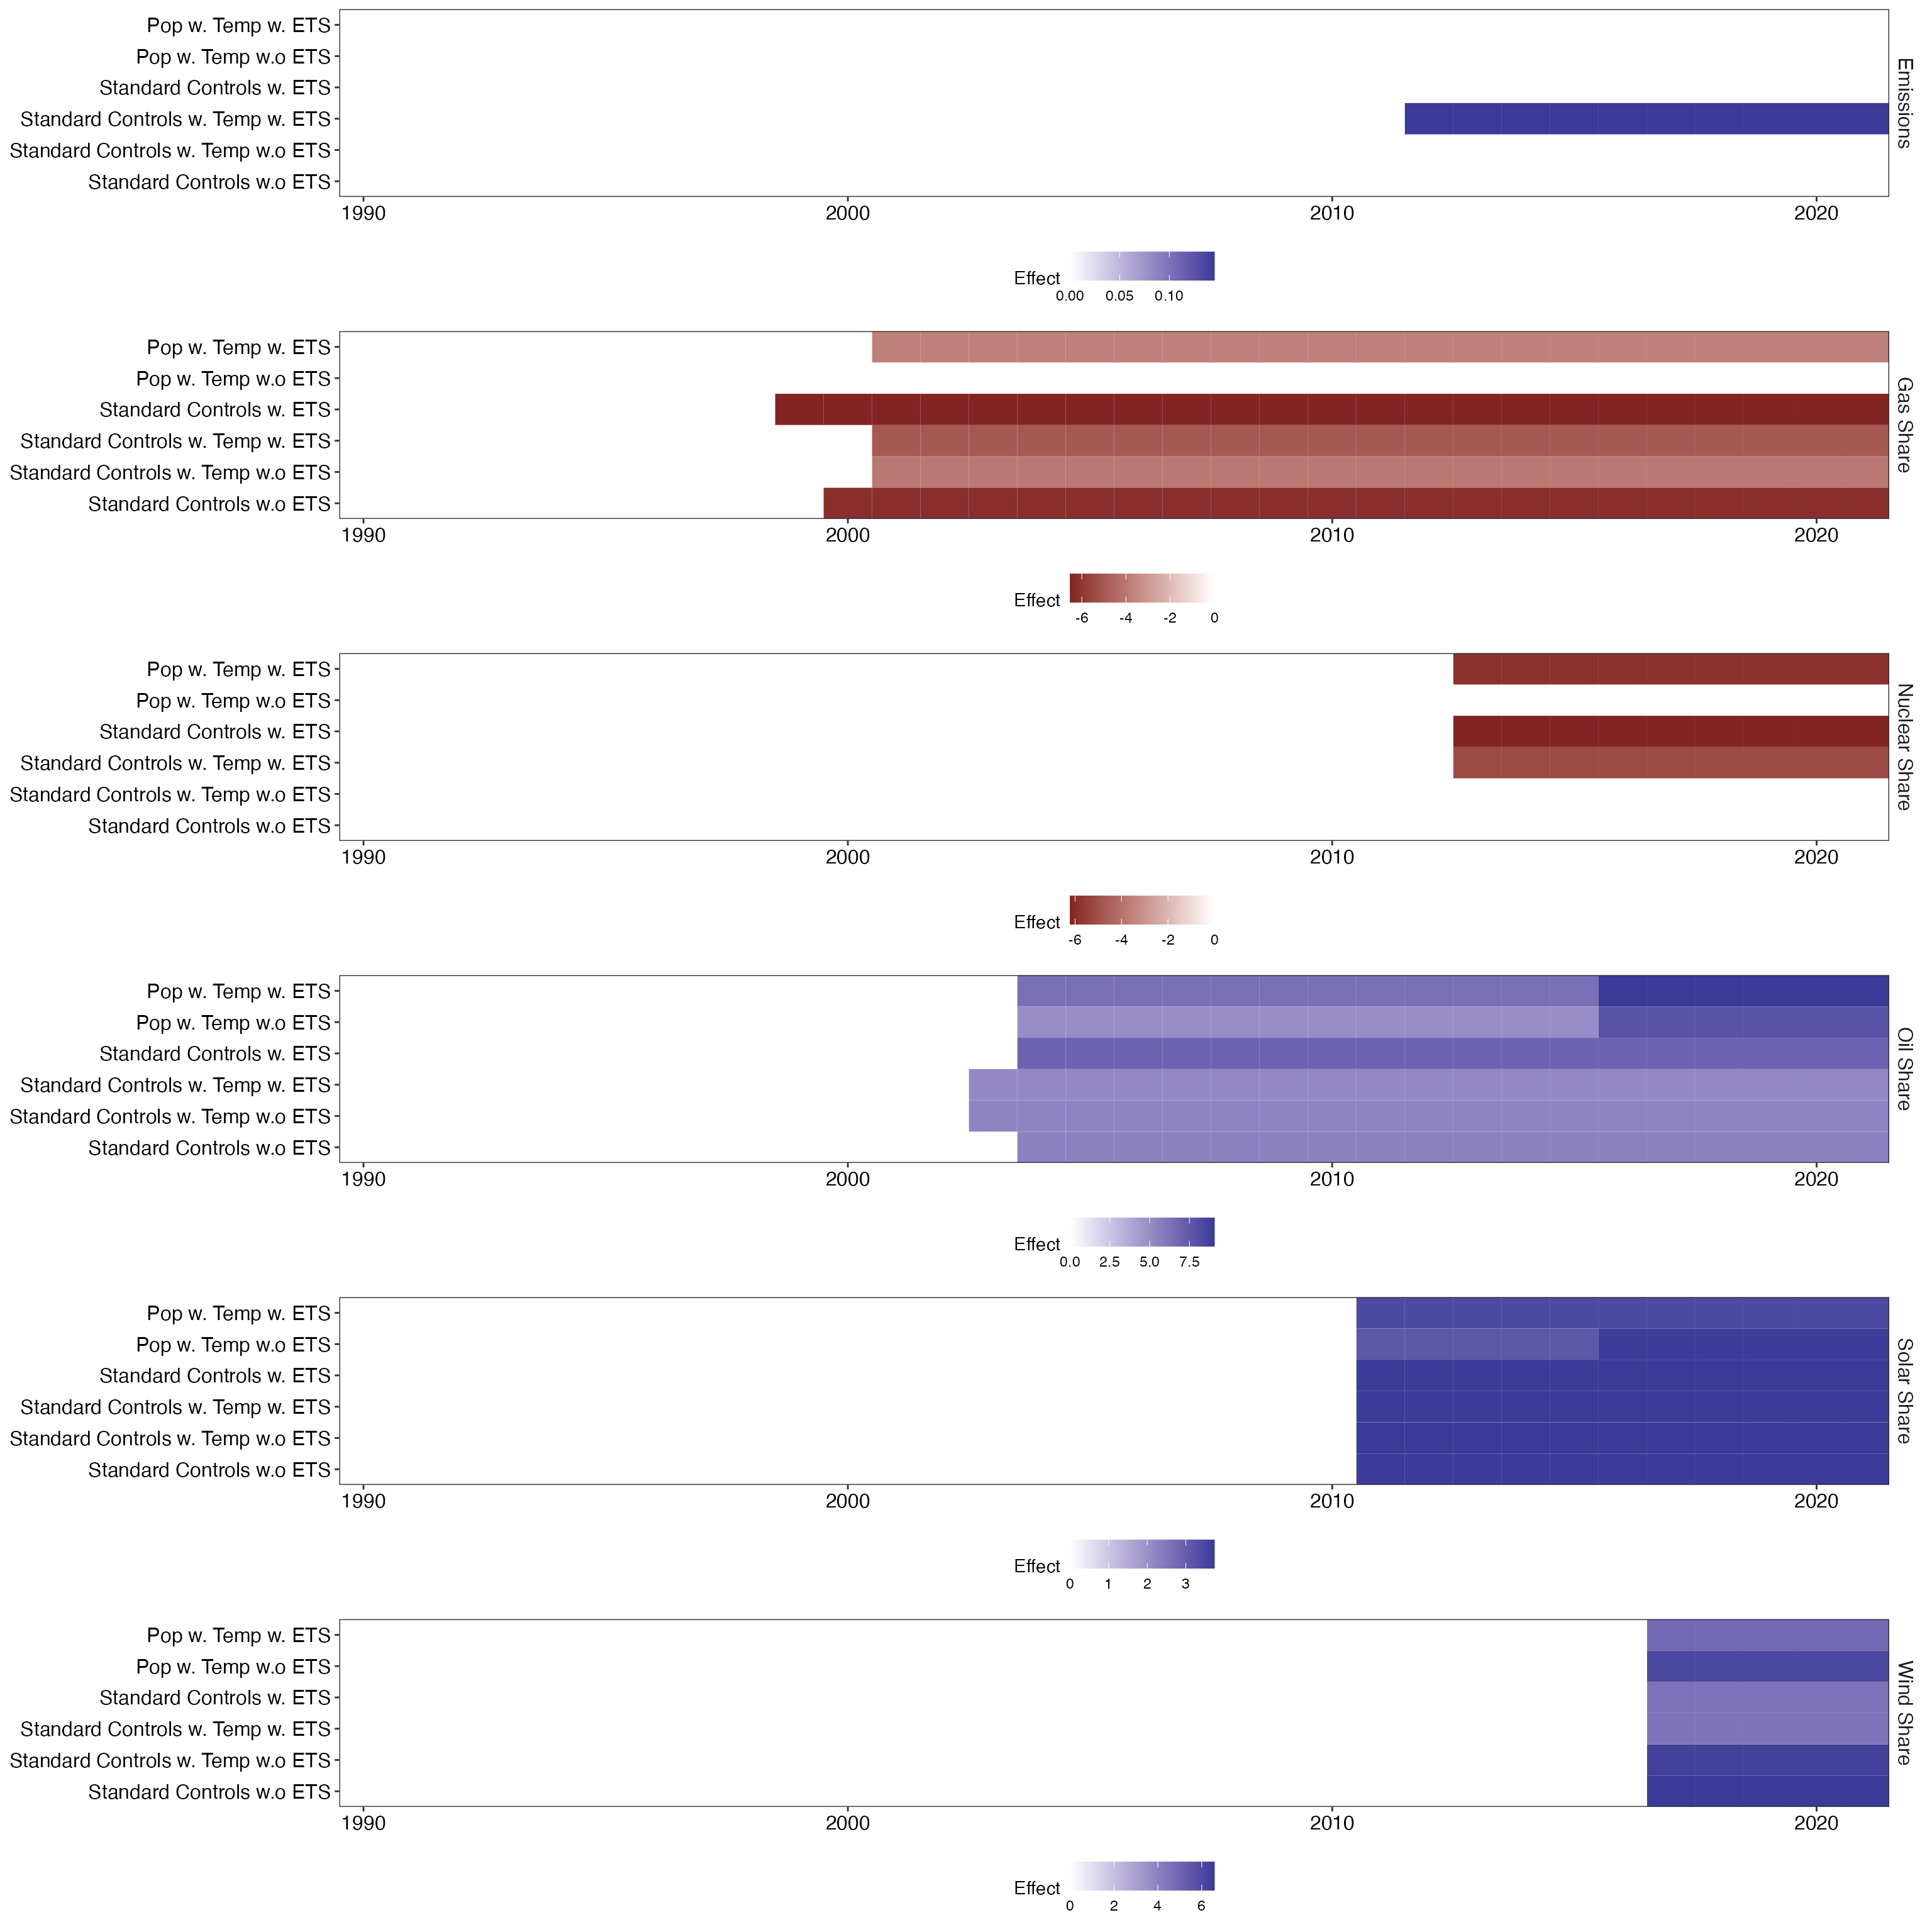 Pop w. Temp w. ETS
Pop w. Temp w.o ETS
Standard Controls w. ETS
Standard Controls w. Temp w. ETS
Standard Controls w. Temp w.o ETS
Standard Controls w.o ETS
Emissions
1990 2000 2010 2020
Effect
0.00 0.05 0.10
Pop w. Temp w. ETS
Pop w. Temp w.o ETS
Standard Controls w. ETS
Standard Controls w. Temp w. ETS
Standard Controls w. Temp w.o ETS
Standard Controls w.o ETS
Gas Share
1990 2000 2010 2020
Effect
-6 -4 -2 0
Pop w. Temp w. ETS
Pop w. Temp w.o ETS
Standard Controls w. ETS
Standard Controls w. Temp w. ETS
Standard Controls w. Temp w.o ETS
Standard Controls w.o ETS
Nuclear Share
1990 2000 2010 2020
Effect
-6 -4 -2 0
Pop w. Temp w. ETS
Pop w. Temp w.o ETS
Standard Controls w. ETS
Standard Controls w. Temp w. ETS
Standard Controls w. Temp w.o ETS
Standard Controls w.o ETS
Oil Share
1990 2000 2010 2020
Effect
0.0 2.5 5.0 7.5
Pop w. Temp w. ETS
Pop w. Temp w.o ETS
Standard Controls w. ETS
Standard Controls w. Temp w. ETS
Standard Controls w. Temp w.o ETS
Standard Controls w.o ETS
Solar Share
1990 2000 2010 2020
Effect
0 1 2 3
Pop w. Temp w. ETS
Pop w. Temp w.o ETS
Standard Controls w. ETS
Standard Controls w. Temp w. ETS
Standard Controls w. Temp w.o ETS
Standard Controls w.o ETS
Wind Share
1990 2000 2010 2020
Effect
0 2 4 6